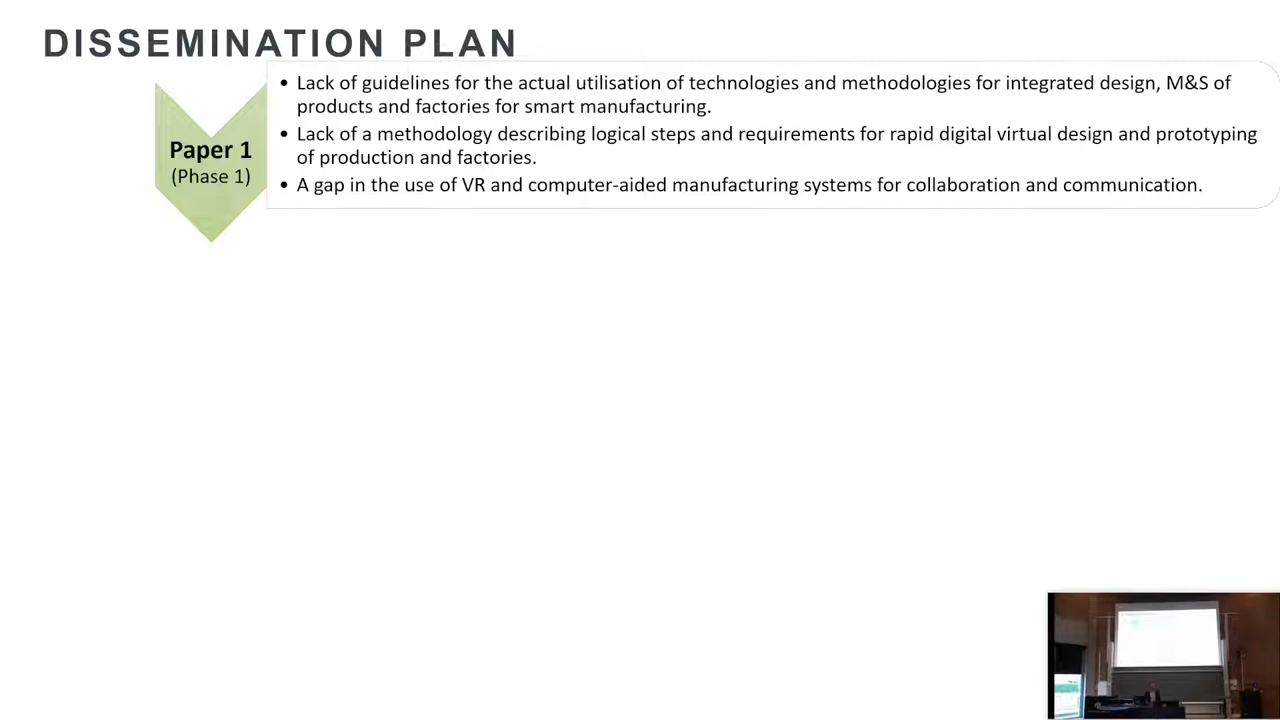 DISSEMINATION PLAN
Paper 1
(Phase 1)
• Lack of guidelines for the actual utilisation of technologies and methodologies for integrated design, M&S of
products and factories for smart manufacturing.
• Lack of a methodology describing logical steps and requirements for rapid digital virtual design and prototyping
of production and factories.
• A gap in the use of VR and computer-aided manufacturing systems for collaboration and communication.